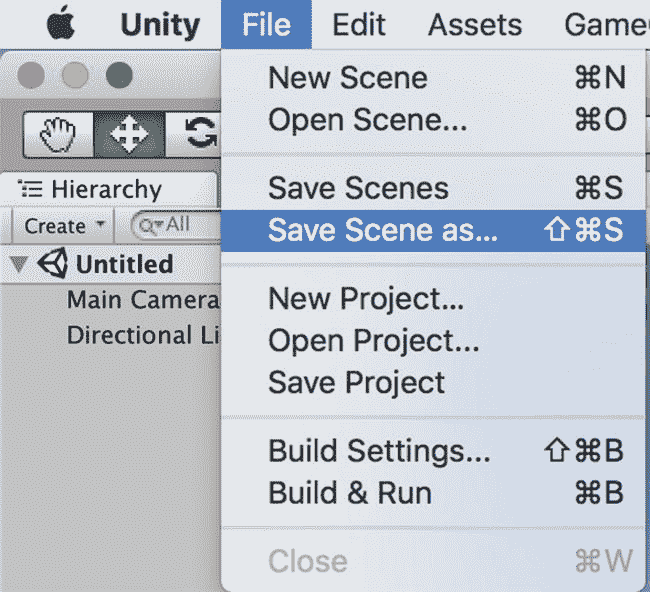 Unity File Edit Assets Game
New Scene ⌘N
Open Scene... ⌘O
Save Scenes ⌘S
Hierarchy
Create All
Save Scene as... ⇧⌘S
Untitled
Main Camera
New Project...
Directional Li
Open Project...
Save Project
Build Settings... ⇧⌘B
Build & Run ⌘B
Close ⌘W